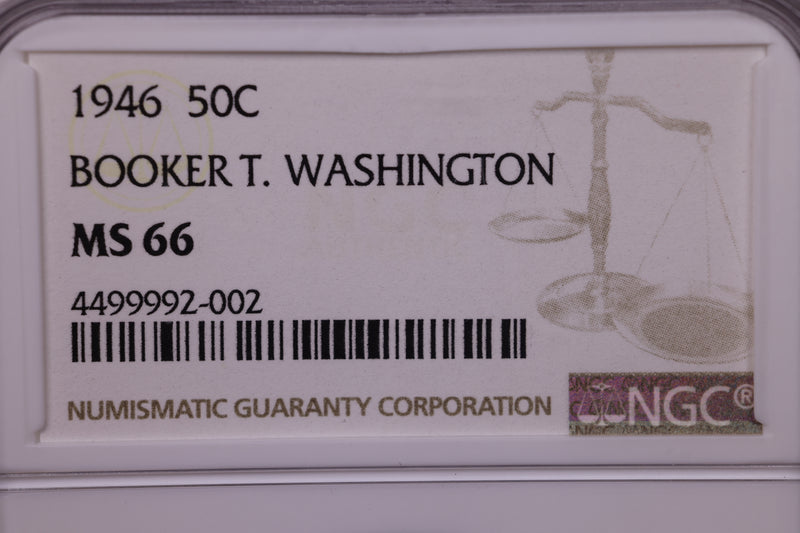 1946 50C
BOOKER T. WASHINGTON
MS 66
4499992-002
NUMISMATIC GUARANTY CORPORATION
NGC®